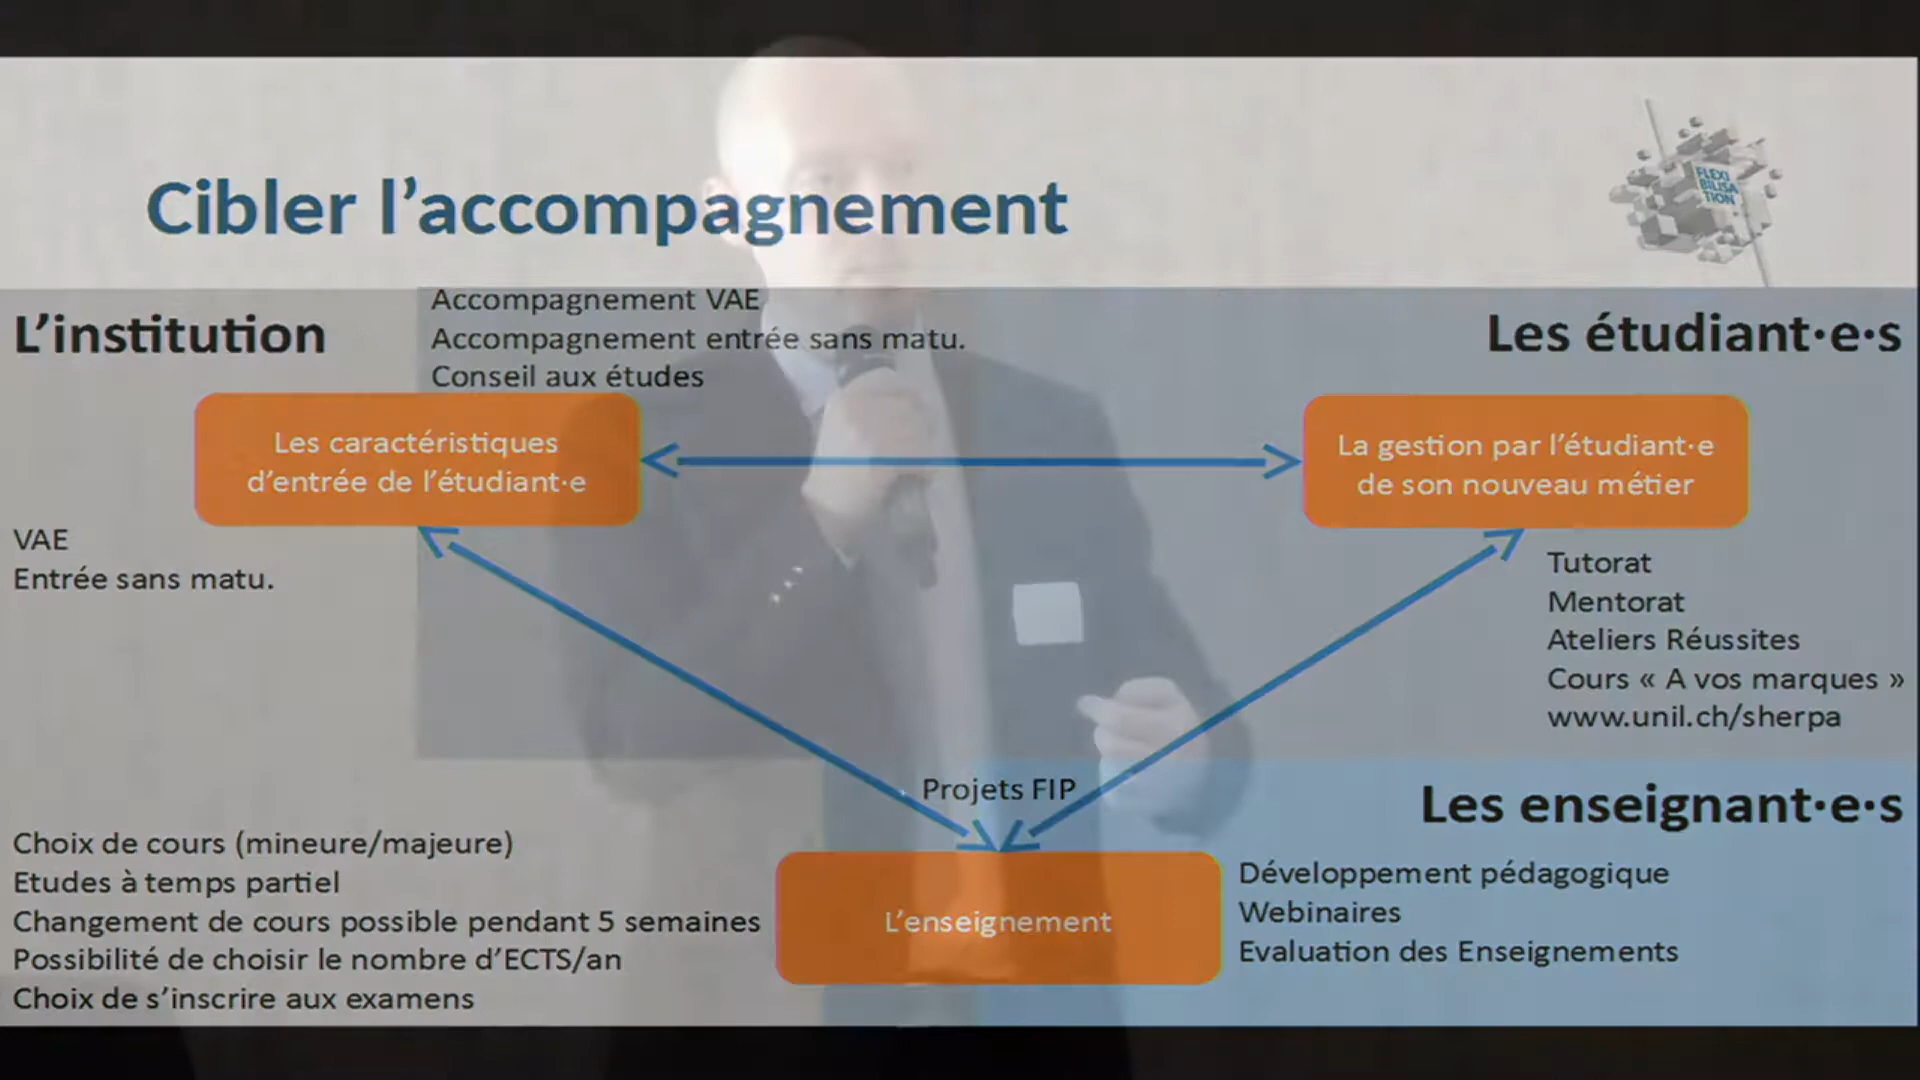 Cibler l'accompagnement
FLEXI
BILISA
TION
L'institution
Accompagnement VAE
Accompagnement entrée sans matu.
Conseil aux études
Les étudiant·e·s
Les caractéristiques
d'entrée de l'étudiant·e
La gestion par l'étudiant·e
de son nouveau métier
VAE
Entrée sans matu.
Tutorat
Mentorat
Ateliers Réussites
Cours « A vos marques »
www.unil.ch/sherpa
Projets FIP
Les enseignant·e·s
Choix de cours (mineure/majeure)
Etudes à temps partiel
Changement de cours possible pendant 5 semaines
Possibilité de choisir le nombre d'ECTS/an
Choix de s'inscrire aux examens
L'enseignement
Développement pédagogique
Webinaires
Evaluation des Enseignements